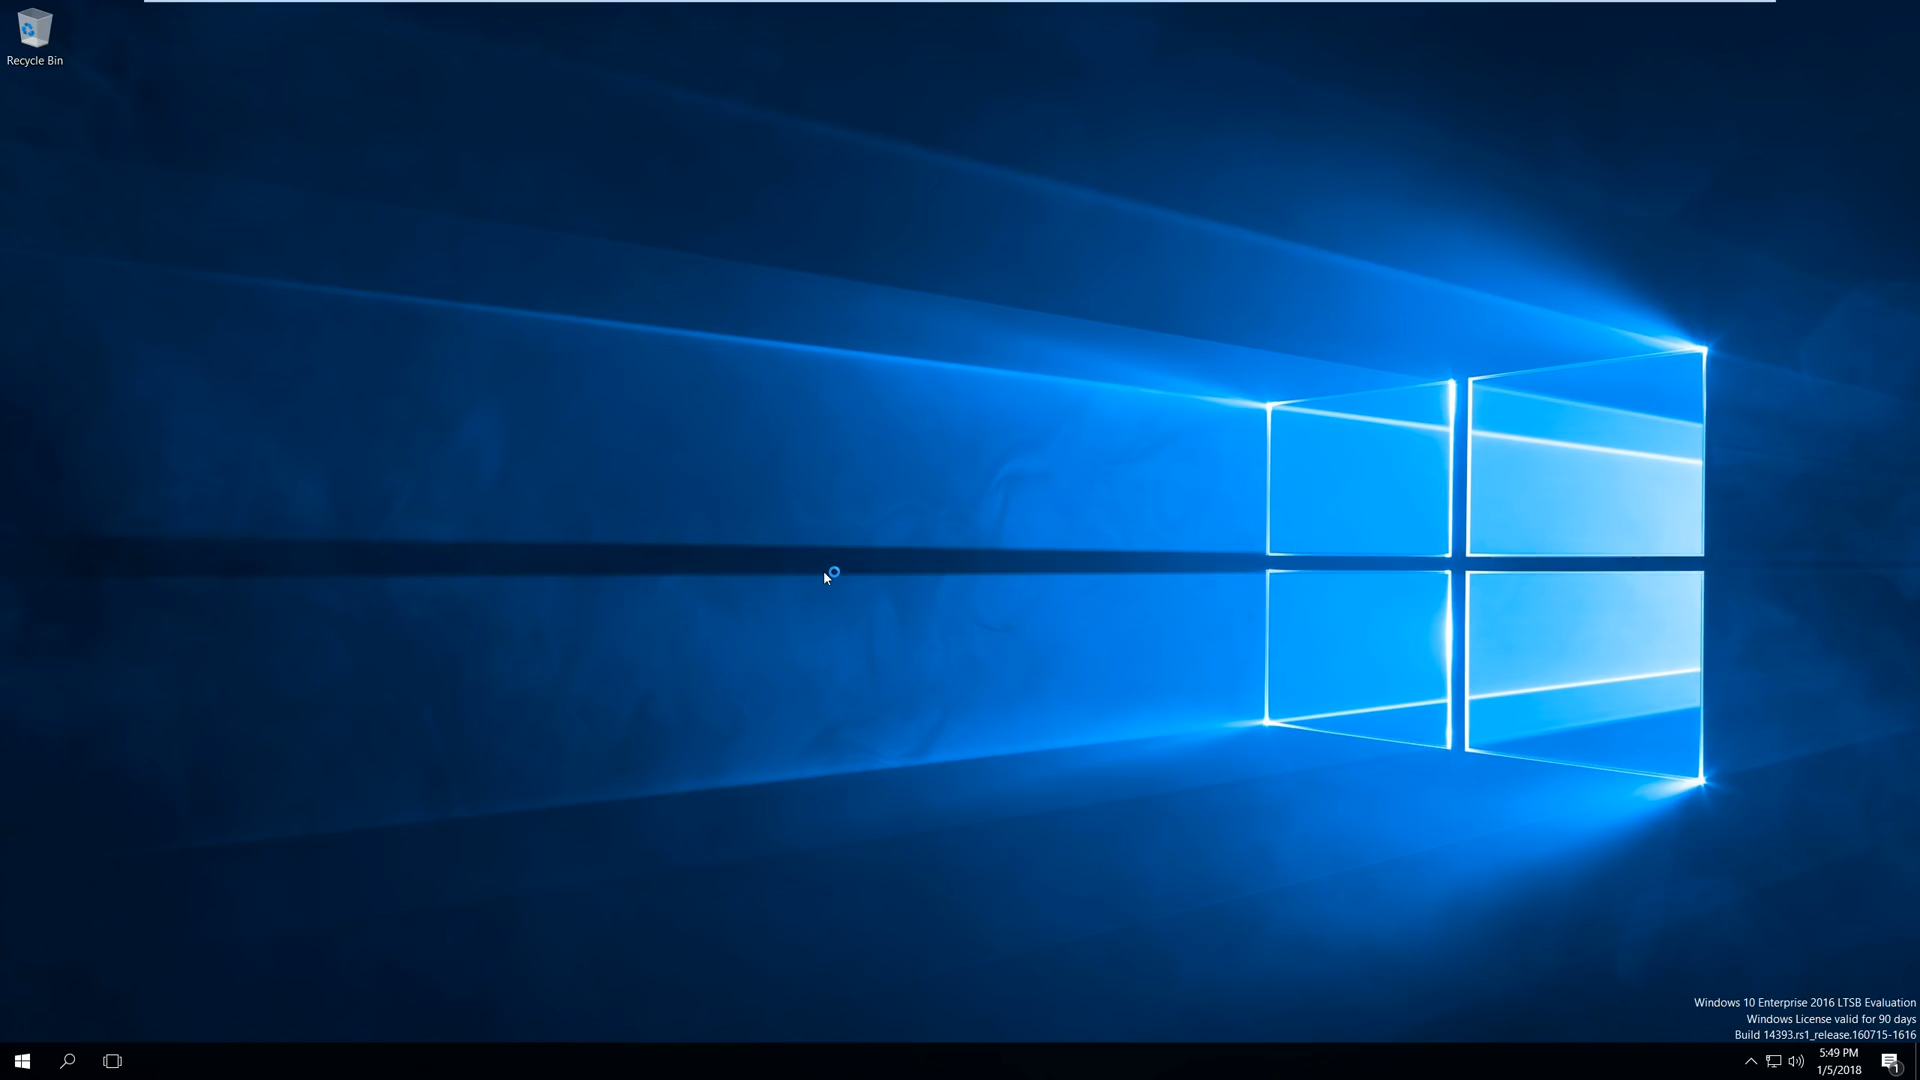 Recycle Bin
Windows 10 Enterprise 2016 LTSB Evaluation
Windows License valid for 90 days
Build 14393.rs1_release.160715-1616
5:49 PM
1/5/2018
1